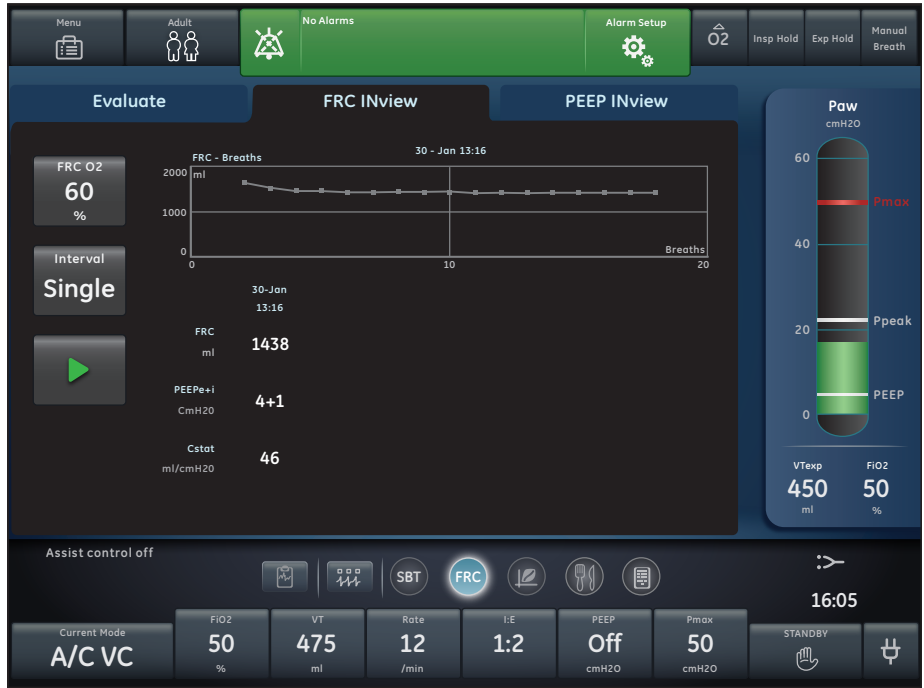 Menu
Adult
No Alarms
Alarm Setup
O2
Insp Hold
Exp Hold
Manual
Breath
Evaluate
FRC INview
PEEP INview
FRC O2
60
%
Interval
Single
FRC - Breaths
30 - Jan 13:16
2000
ml
1000
0
Breaths
0
10
20
30-Jan
13:16
FRC
ml
1438
PEEPe+i
CmH20
4+1
Cstat
ml/cmH20
46
Paw
cmH2O
60
Pmax
40
Ppeak
20
PEEP
0
VTexp
450
ml
FiO2
50
%
Assist control off
SBT
FRC
16:05
Current Mode
A/C VC
FiO2
50
%
VT
475
ml
Rate
12
/min
I:E
1:2
PEEP
Off
cmH2O
Pmax
50
cmH2O
STANDBY